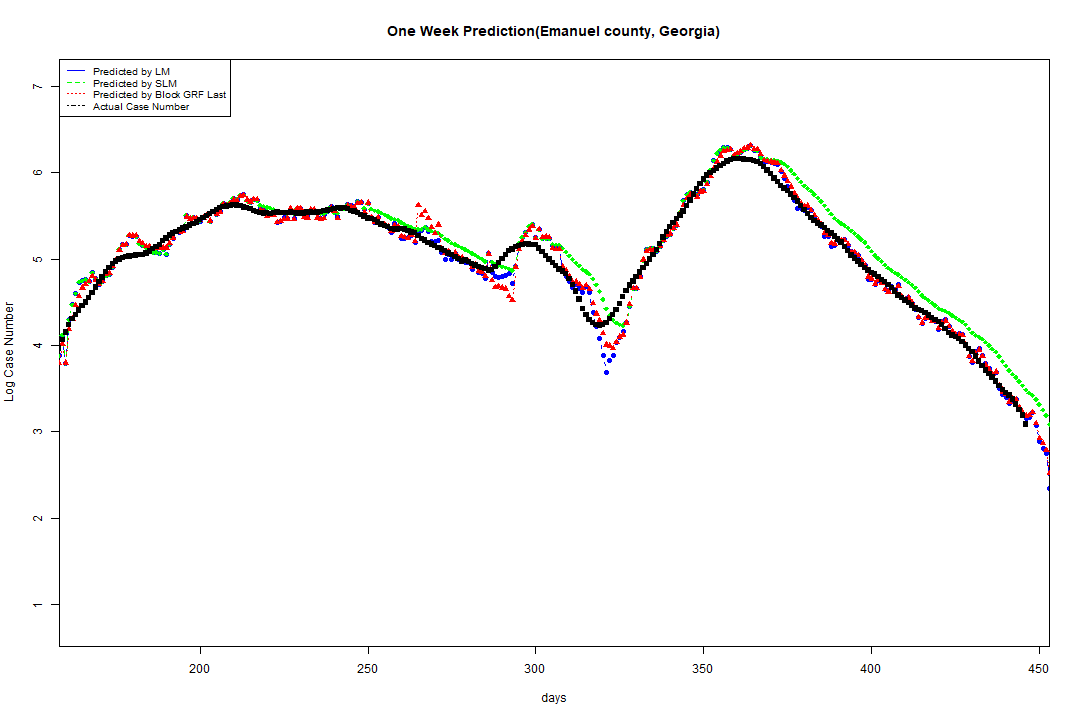 One Week Prediction(Emanuel county, Georgia)
Predicted by LM
Predicted by SLM
Predicted by Block GRF Last
Actual Case Number
7
6
5
4
3
2
1
Log Case Number
200 250 300 350 400 450
days